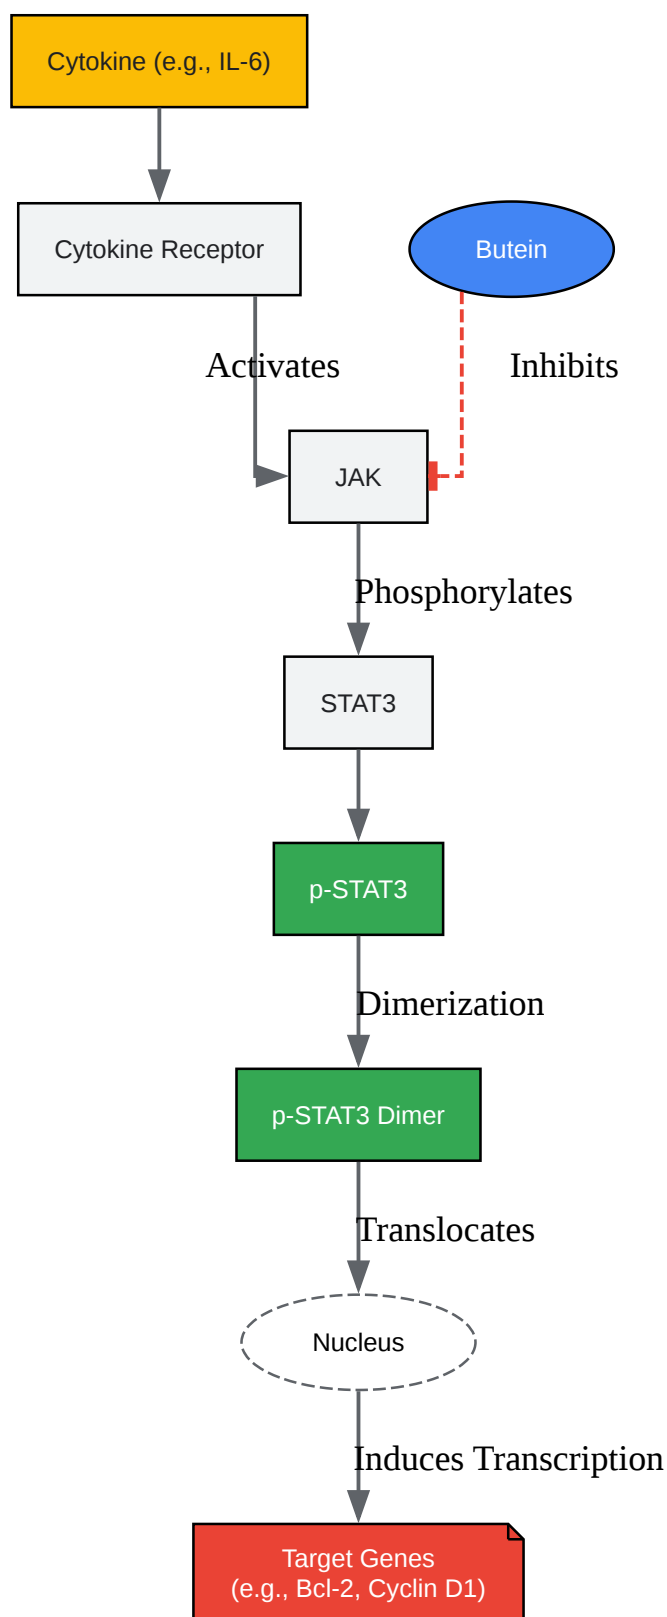 Cytokine (e.g., IL-6)
Cytokine Receptor
Butein
Activates
Inhibits
JAK
Phosphorylates
STAT3
p-STAT3
Dimerization
p-STAT3 Dimer
Translocates
Nucleus
Induces Transcription
Target Genes
(e.g., Bcl-2, Cyclin D1)